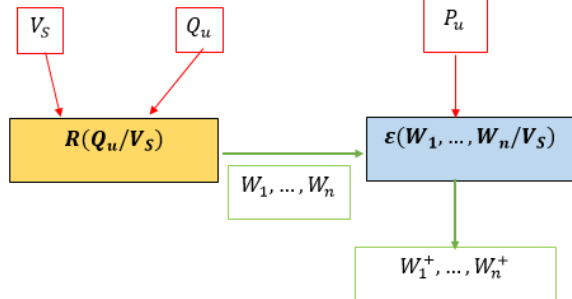 V_S
Q_u
P_u
R(Q_u/V_S)
ε(W_1, … , W_n/V_S)
W_1, … , W_n
W_1^+, … , W_n^+